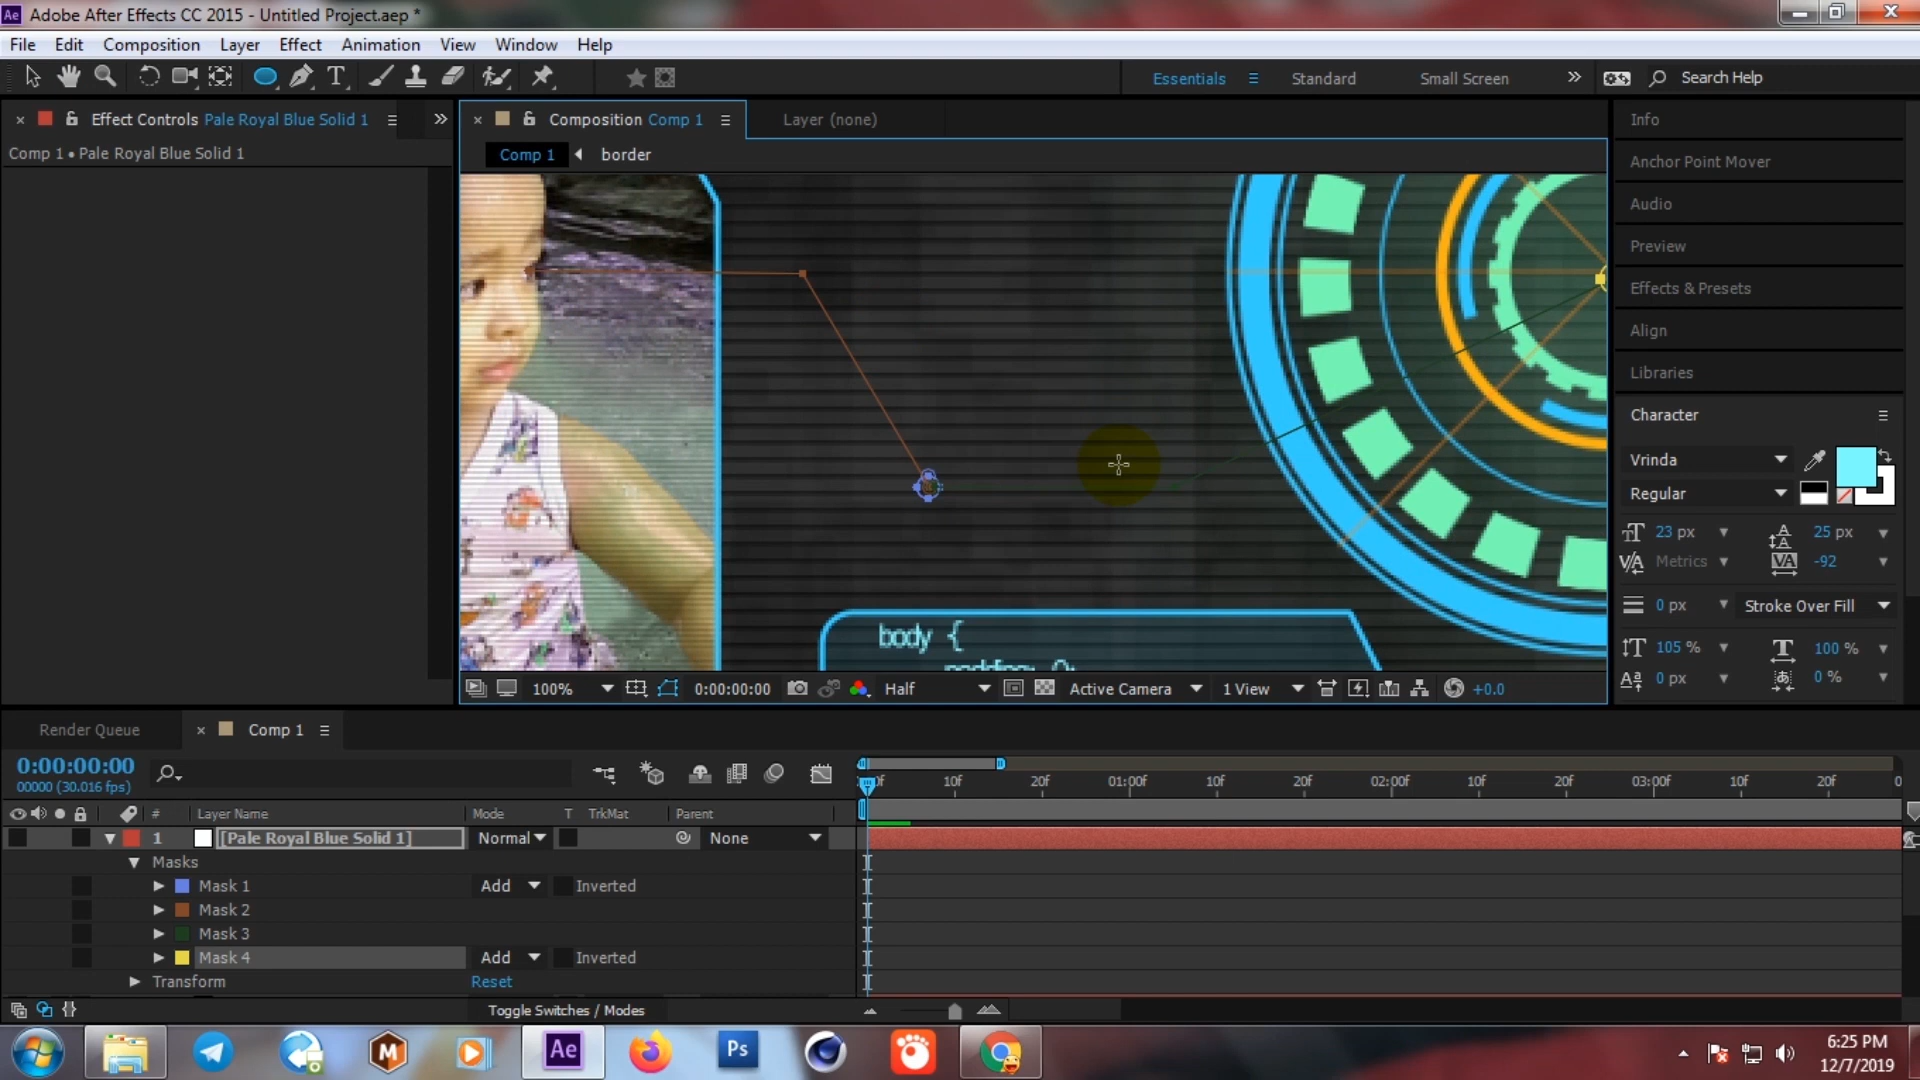 Adobe After Effects CC 2015 - Untitled Project.aep *
File Edit Composition Layer Effect Animation View Window Help
Essentials Standard Small Screen Search Help
Effect Controls Pale Royal Blue Solid 1
Composition Comp 1
Layer (none)
Comp 1 • Pale Royal Blue Solid 1
Comp 1 border
Info
Anchor Point Mover
Audio
Preview
Effects & Presets
Align
Libraries
Character
Vrinda
Regular
23 px 25 px
Metrics -92
0 px Stroke Over Fill
105 % 100 %
0 px 0 %
body {
padding: 0;
100% 0:00:00:00 Half Active Camera 1 View +0.0
Render Queue Comp 1
0:00:00:00
00000 (30.016 fps)
10f 20f 01:00f 10f 20f 02:00f 10f 20f 03:00f 10f 20f
# Layer Name Mode T TrkMat Parent
1 [Pale Royal Blue Solid 1] Normal None
Masks
Mask 1 Add Inverted
Mask 2
Mask 3
Mask 4 Add Inverted
Transform Reset
Toggle Switches / Modes
Ae
Ps
6:25 PM
12/7/2019